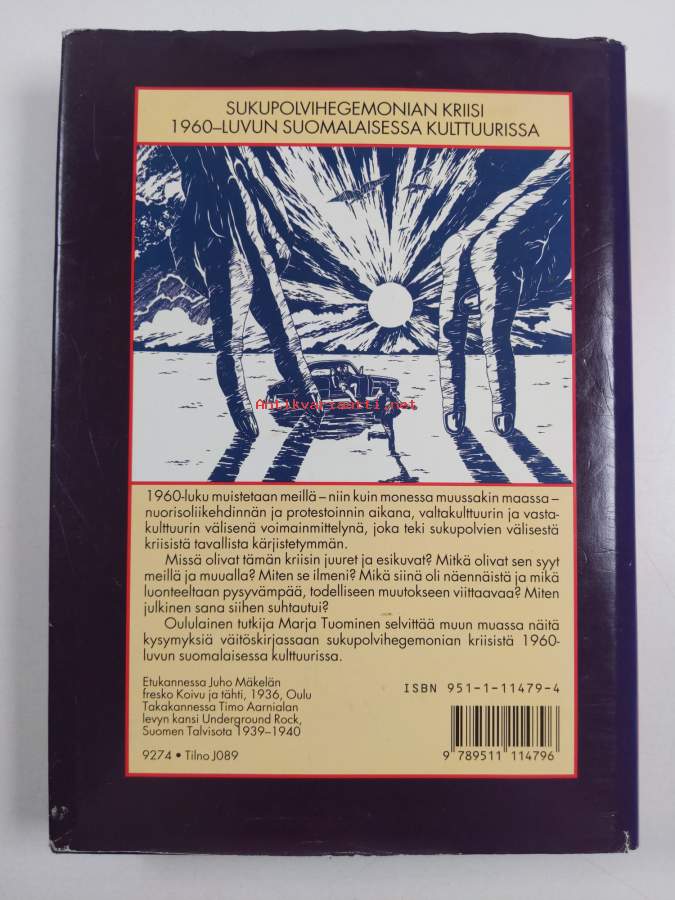 SUKUPOLVIHEGEMONIAN KRIISI
1960–LUVUN SUOMALAISESSA KULTTUURISSA
Antikvariaatti.net
1960-luku muistetaan meillä – niin kuin monessa muussakin maassa –
nuorisoliikehdinnän ja protestoinnin aikana, valtakulttuurin ja vasta-
kulttuurin välisenä voimainmittelynä, joka teki sukupolvien välisestä
kriisistä tavallista kärjistetymmän.
Missä olivat tämän kriisin juuret ja esikuvat? Mitkä olivat sen syyt
meillä ja muualla? Miten se ilmeni? Mikä siinä oli näennäistä ja mikä
luonteeltaan pysyvämpää, todelliseen muutokseen viittaavaa? Miten
julkinen sana siihen suhtautui?
Oululainen tutkija Marja Tuominen selvittää muun muassa näitä
kysymyksiä väitöskirjassaan sukupolvihegemonian kriisistä 1960-
luvun suomalaisessa kulttuurissa.
Etukannessa Juho Mäkelän
fresko Koivu ja tähti, 1936, Oulu
Takakannessa Timo Aarnialan
levyn kansi Underground Rock,
Suomen Talvisota 1939–1940
9274 • Tilno J089
ISBN 951-1-11479-4
9 789511 114796